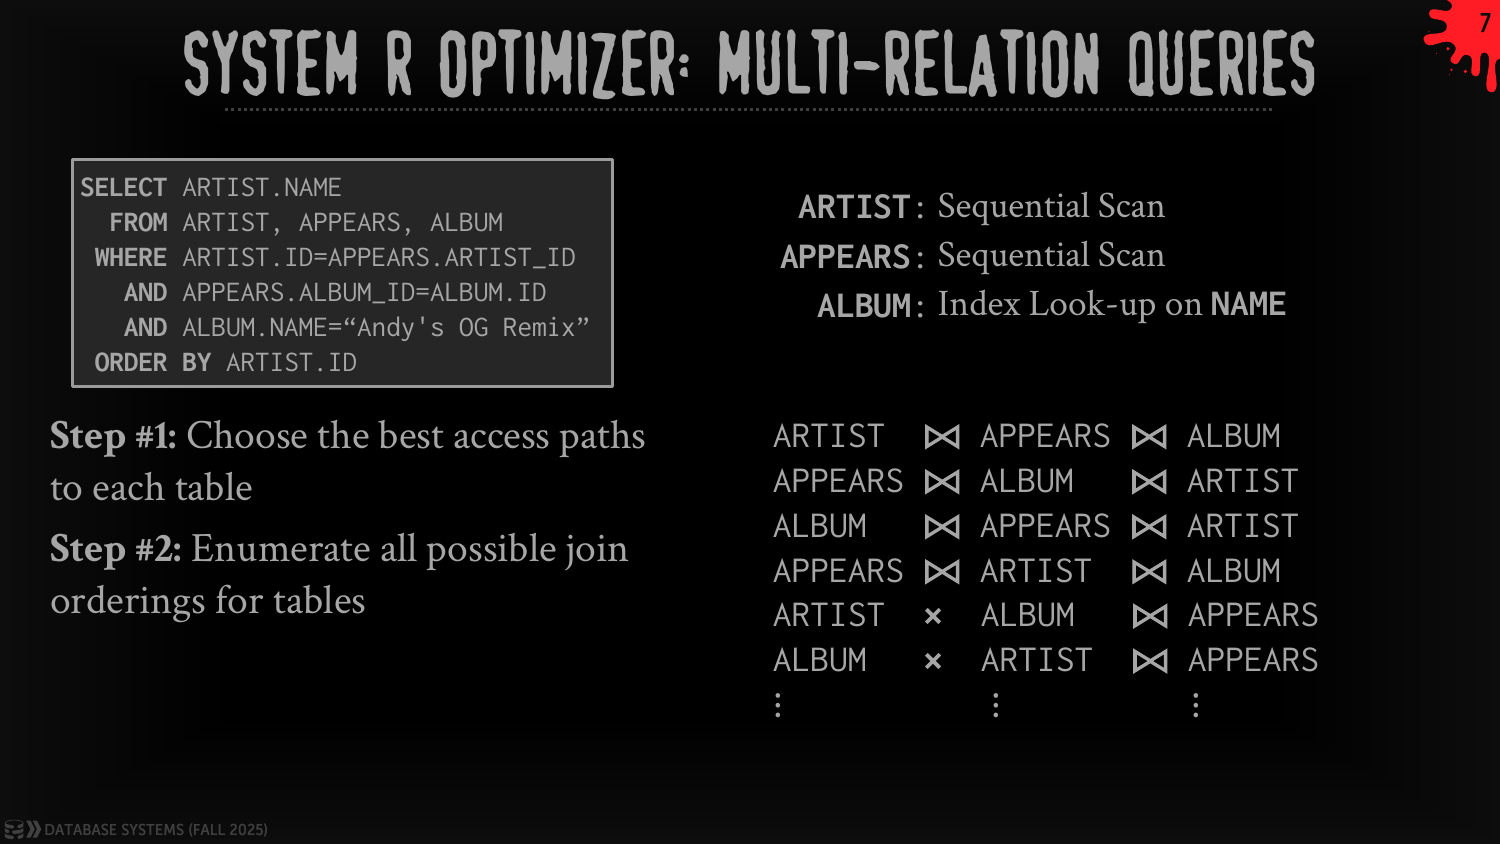 7
SYSTEM R OPTIMIZER: MULTI-RELATION QUERIES
SELECT ARTIST.NAME
FROM ARTIST, APPEARS, ALBUM
WHERE ARTIST.ID=APPEARS.ARTIST_ID
AND APPEARS.ALBUM_ID=ALBUM.ID
AND ALBUM.NAME=“Andy's OG Remix”
ORDER BY ARTIST.ID
Step #1: Choose the best access paths
to each table
Step #2: Enumerate all possible join
orderings for tables
ARTIST: Sequential Scan
APPEARS: Sequential Scan
ALBUM: Index Look-up on NAME
ARTIST ⋈ APPEARS ⋈ ALBUM
APPEARS ⋈ ALBUM ⋈ ARTIST
ALBUM ⋈ APPEARS ⋈ ARTIST
APPEARS ⋈ ARTIST ⋈ ALBUM
ARTIST × ALBUM ⋈ APPEARS
ALBUM × ARTIST ⋈ APPEARS
⋮ ⋮ ⋮
DATABASE SYSTEMS (FALL 2025)